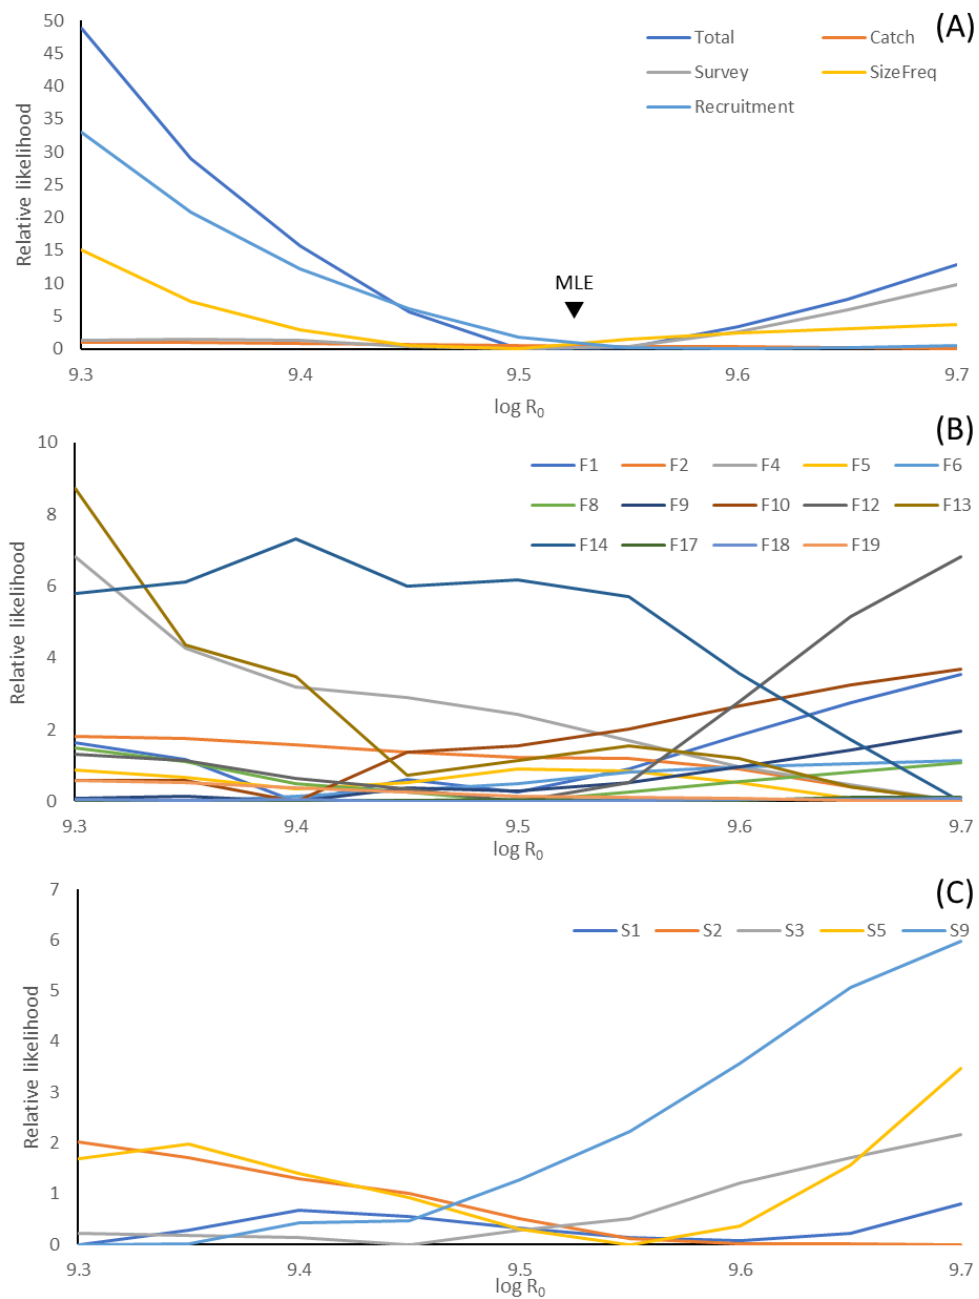 (A)
Total Catch
Survey SizeFreq
Recruitment
50
45
40
35
30
25
20
15
10
5
0
Relative likelihood
MLE
9.3 9.4 9.5 9.6 9.7
log R0
(B)
F1 F2 F4 F5 F6
F8 F9 F10 F12 F13
F14 F17 F18 F19
10
8
6
4
2
0
Relative likelihood
9.3 9.4 9.5 9.6 9.7
log R0
(C)
S1 S2 S3 S5 S9
7
6
5
4
3
2
1
0
Relative likelihood
9.3 9.4 9.5 9.6 9.7
log R0